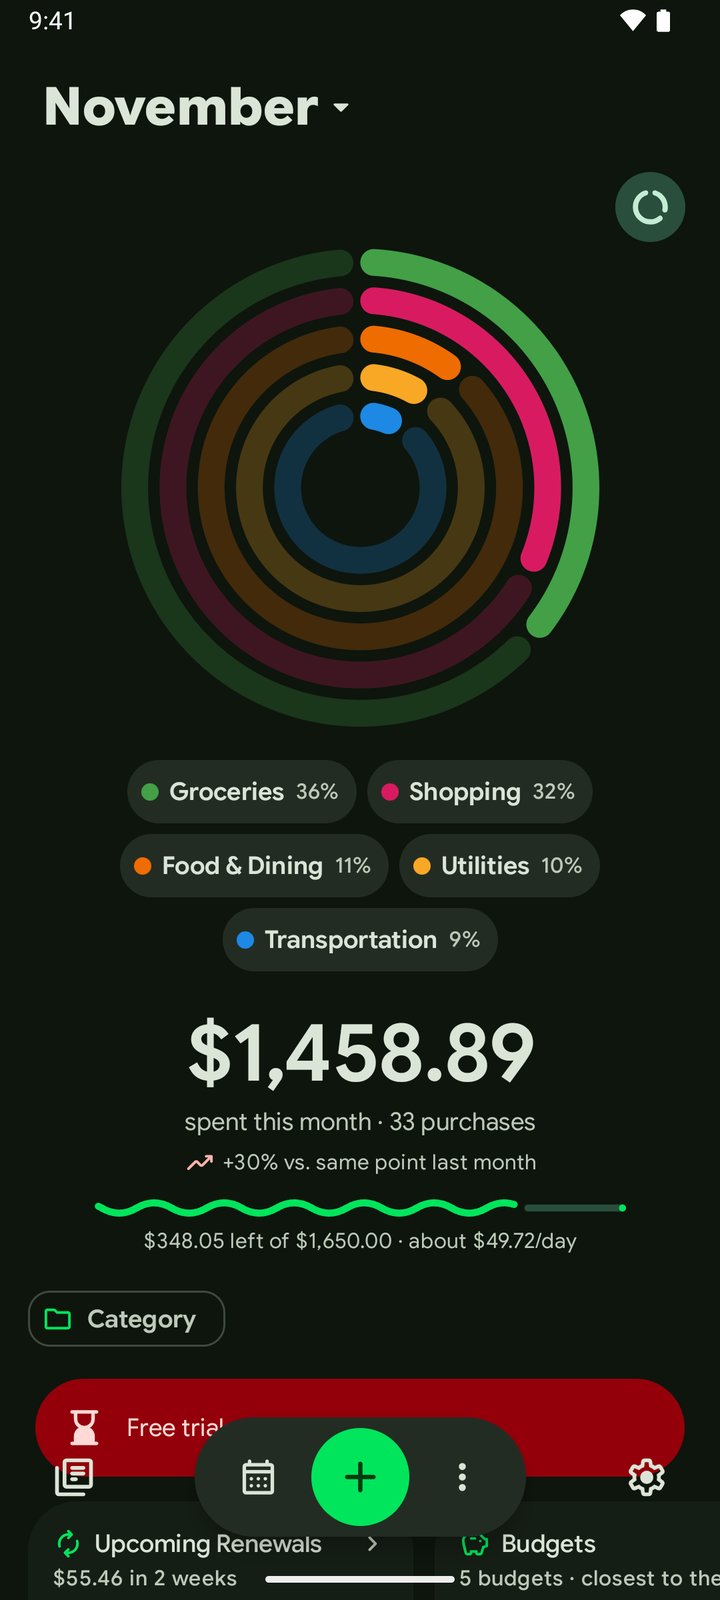 9:41
November
Groceries 36% Shopping 32%
Food & Dining 11% Utilities 10%
Transportation 9%
$1,458.89
spent this month · 33 purchases
+30% vs. same point last month
$348.05 left of $1,650.00 · about $49.72/day
Category
Free trial
Upcoming Renewals Budgets
$55.46 in 2 weeks 5 budgets · closest to the